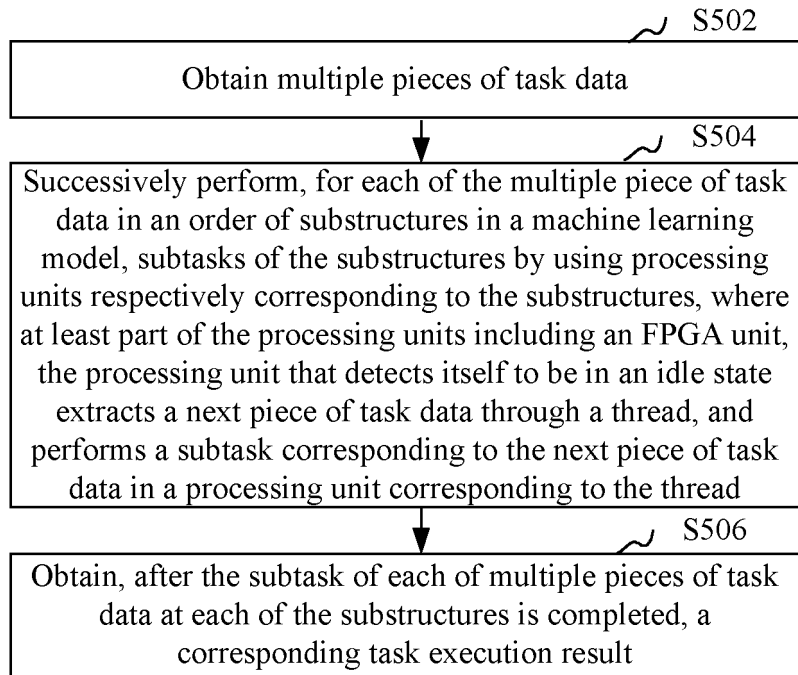 S502
Obtain multiple pieces of task data
S504
Successively perform, for each of the multiple piece of task
data in an order of substructures in a machine learning
model, subtasks of the substructures by using processing
units respectively corresponding to the substructures, where
at least part of the processing units including an FPGA unit,
the processing unit that detects itself to be in an idle state
extracts a next piece of task data through a thread, and
performs a subtask corresponding to the next piece of task
data in a processing unit corresponding to the thread
S506
Obtain, after the subtask of each of multiple pieces of task
data at each of the substructures is completed, a
corresponding task execution result